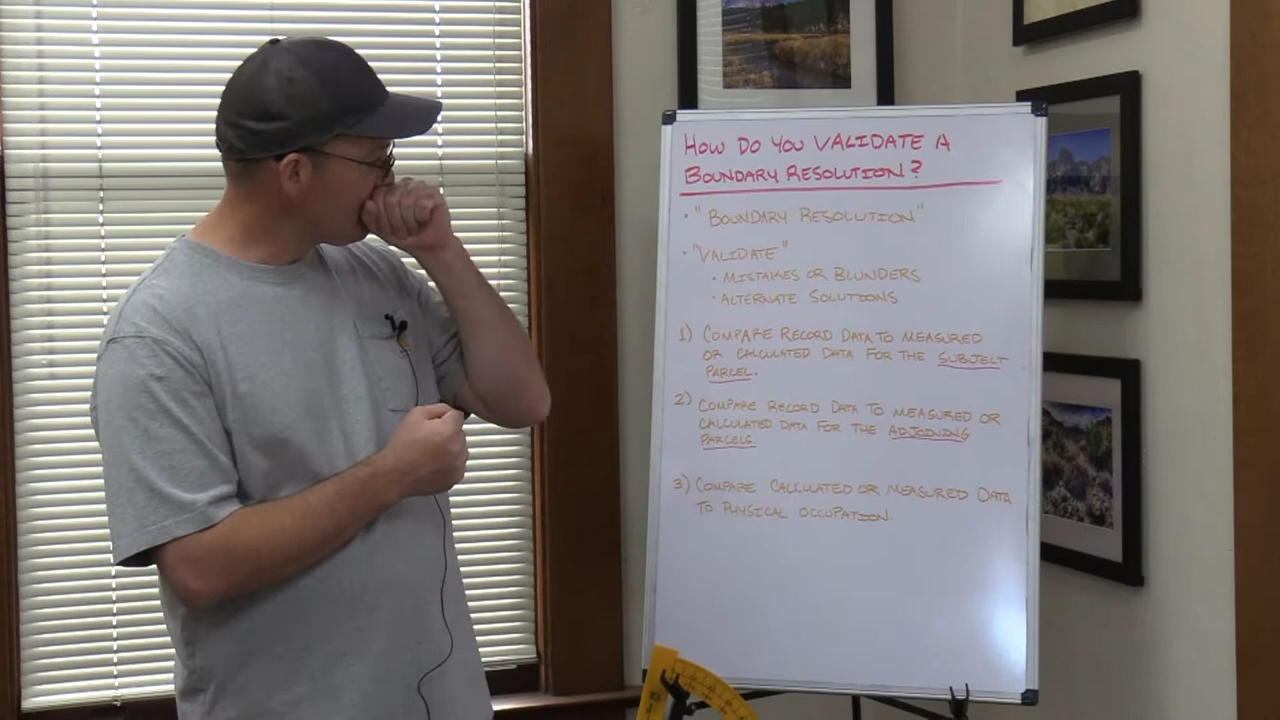 HOW DO YOU VALIDATE A
BOUNDARY RESOLUTION?
• "BOUNDARY RESOLUTION"
• "VALIDATE"
• MISTAKES OR BLUNDERS
• ALTERNATE SOLUTIONS
1) COMPARE RECORD DATA TO MEASURED
OR CALCULATED DATA FOR THE SUBJECT
PARCEL.
2) COMPARE RECORD DATA TO MEASURED OR
CALCULATED DATA FOR THE ADJOINING
PARCELS.
3) COMPARE CALCULATED OR MEASURED DATA
TO PHYSICAL OCCUPATION.